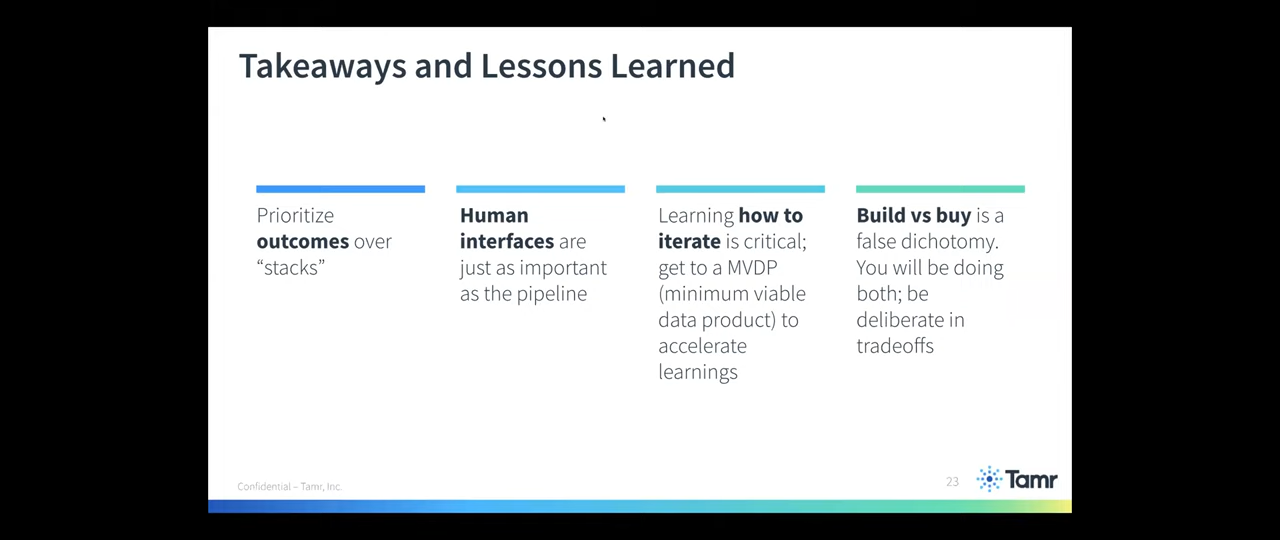 Takeaways and Lessons Learned
Prioritize
outcomes over
“stacks”
Human
interfaces are
just as important
as the pipeline
Learning how to
iterate is critical;
get to a MVDP
(minimum viable
data product) to
accelerate
learnings
Build vs buy is a
false dichotomy.
You will be doing
both; be
deliberate in
tradeoffs
Confidential – Tamr, Inc.
23
Tamr